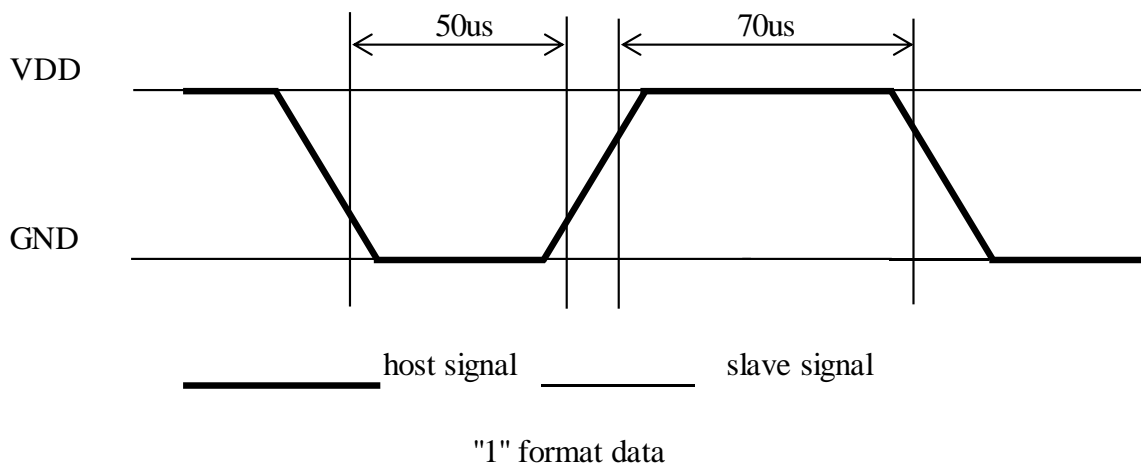 50us 70us
VDD
GND
host signal slave signal
"1" format data